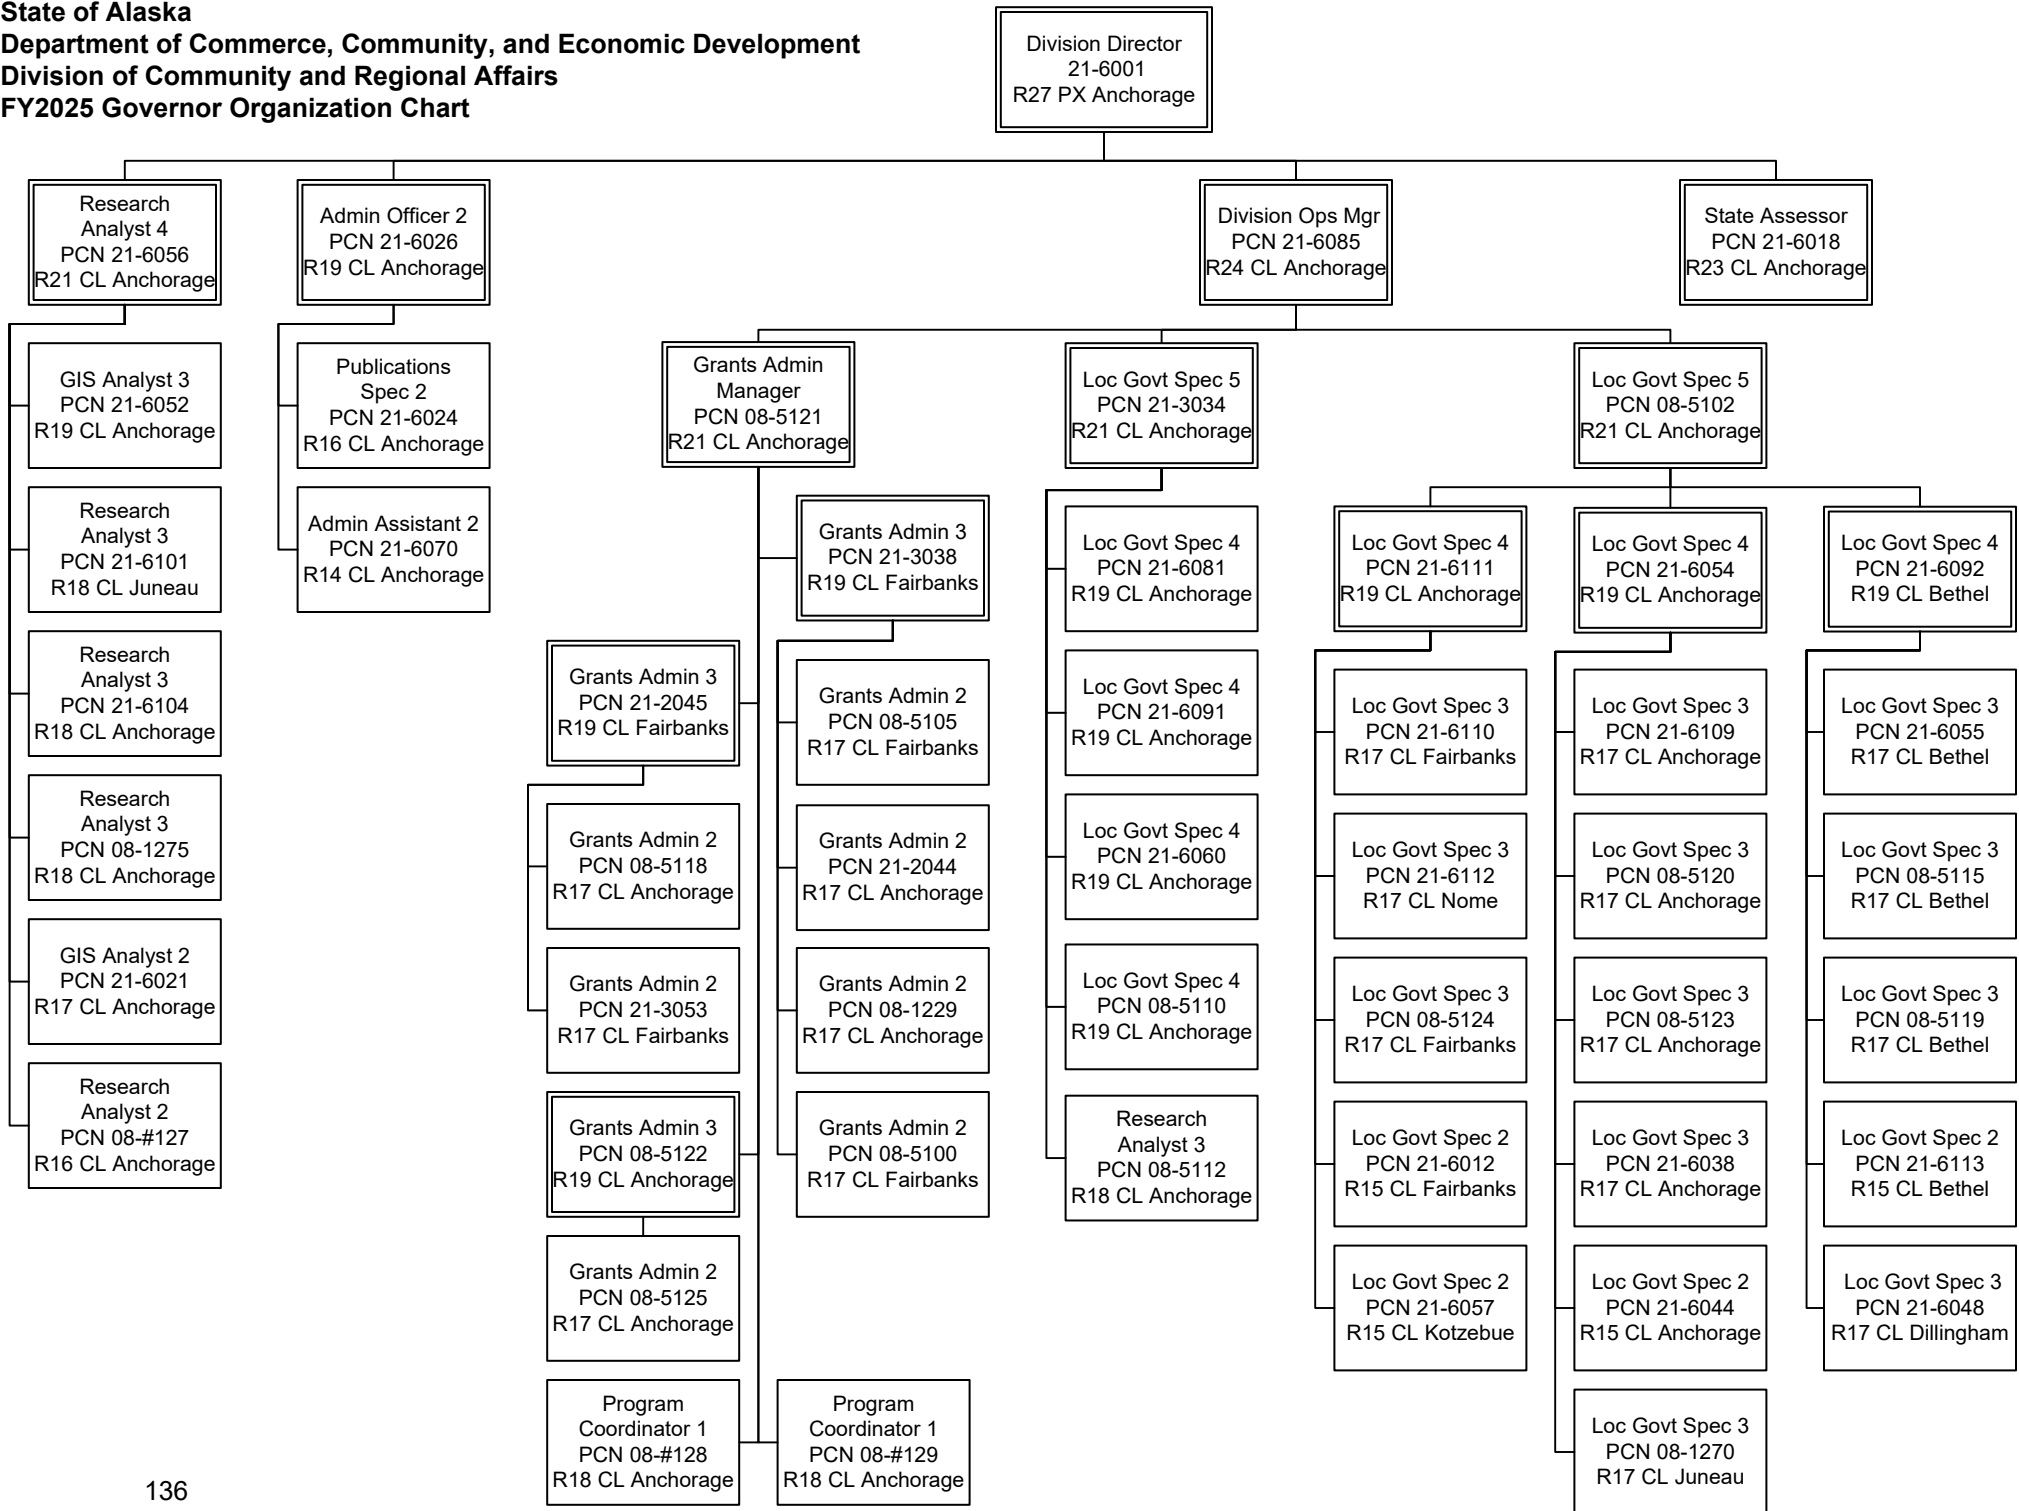 State of Alaska
Department of Commerce, Community, and Economic Development
Division of Community and Regional Affairs
FY2025 Governor Organization Chart
Division Director
21-6001
R27 PX Anchorage
Research
Analyst 4
PCN 21-6056
R21 CL Anchorage
Admin Officer 2
PCN 21-6026
R19 CL Anchorage
Division Ops Mgr
PCN 21-6085
R24 CL Anchorage
State Assessor
PCN 21-6018
R23 CL Anchorage
GIS Analyst 3
PCN 21-6052
R19 CL Anchorage
Research
Analyst 3
PCN 21-6101
R18 CL Juneau
Research
Analyst 3
PCN 21-6104
R18 CL Anchorage
Research
Analyst 3
PCN 08-1275
R18 CL Anchorage
GIS Analyst 2
PCN 21-6021
R17 CL Anchorage
Research
Analyst 2
PCN 08-#127
R16 CL Anchorage
Publications
Spec 2
PCN 21-6024
R16 CL Anchorage
Admin Assistant 2
PCN 21-6070
R14 CL Anchorage
Grants Admin
Manager
PCN 08-5121
R21 CL Anchorage
Grants Admin 3
PCN 21-2045
R19 CL Fairbanks
Grants Admin 2
PCN 08-5118
R17 CL Anchorage
Grants Admin 2
PCN 21-3053
R17 CL Fairbanks
Grants Admin 3
PCN 08-5122
R19 CL Anchorage
Grants Admin 2
PCN 08-5125
R17 CL Anchorage
Program
Coordinator 1
PCN 08-#128
R18 CL Anchorage
Grants Admin 3
PCN 21-3038
R19 CL Fairbanks
Grants Admin 2
PCN 08-5105
R17 CL Fairbanks
Grants Admin 2
PCN 21-2044
R17 CL Anchorage
Grants Admin 2
PCN 08-1229
R17 CL Anchorage
Grants Admin 2
PCN 08-5100
R17 CL Fairbanks
Program
Coordinator 1
PCN 08-#129
R18 CL Anchorage
Loc Govt Spec 5
PCN 21-3034
R21 CL Anchorage
Loc Govt Spec 4
PCN 21-6081
R19 CL Anchorage
Loc Govt Spec 4
PCN 21-6091
R19 CL Anchorage
Loc Govt Spec 4
PCN 21-6060
R19 CL Anchorage
Loc Govt Spec 4
PCN 08-5110
R19 CL Anchorage
Research
Analyst 3
PCN 08-5112
R18 CL Anchorage
Loc Govt Spec 5
PCN 08-5102
R21 CL Anchorage
Loc Govt Spec 4
PCN 21-6111
R19 CL Anchorage
Loc Govt Spec 3
PCN 21-6110
R17 CL Fairbanks
Loc Govt Spec 3
PCN 21-6112
R17 CL Nome
Loc Govt Spec 3
PCN 08-5124
R17 CL Fairbanks
Loc Govt Spec 2
PCN 21-6012
R15 CL Fairbanks
Loc Govt Spec 2
PCN 21-6057
R15 CL Kotzebue
Loc Govt Spec 4
PCN 21-6054
R19 CL Anchorage
Loc Govt Spec 3
PCN 21-6109
R17 CL Anchorage
Loc Govt Spec 3
PCN 08-5120
R17 CL Anchorage
Loc Govt Spec 3
PCN 08-5123
R17 CL Anchorage
Loc Govt Spec 3
PCN 21-6038
R17 CL Anchorage
Loc Govt Spec 2
PCN 21-6044
R15 CL Anchorage
Loc Govt Spec 3
PCN 08-1270
R17 CL Juneau
Loc Govt Spec 4
PCN 21-6092
R19 CL Bethel
Loc Govt Spec 3
PCN 21-6055
R17 CL Bethel
Loc Govt Spec 3
PCN 08-5115
R17 CL Bethel
Loc Govt Spec 3
PCN 08-5119
R17 CL Bethel
Loc Govt Spec 2
PCN 21-6113
R15 CL Bethel
Loc Govt Spec 3
PCN 21-6048
R17 CL Dillingham
136